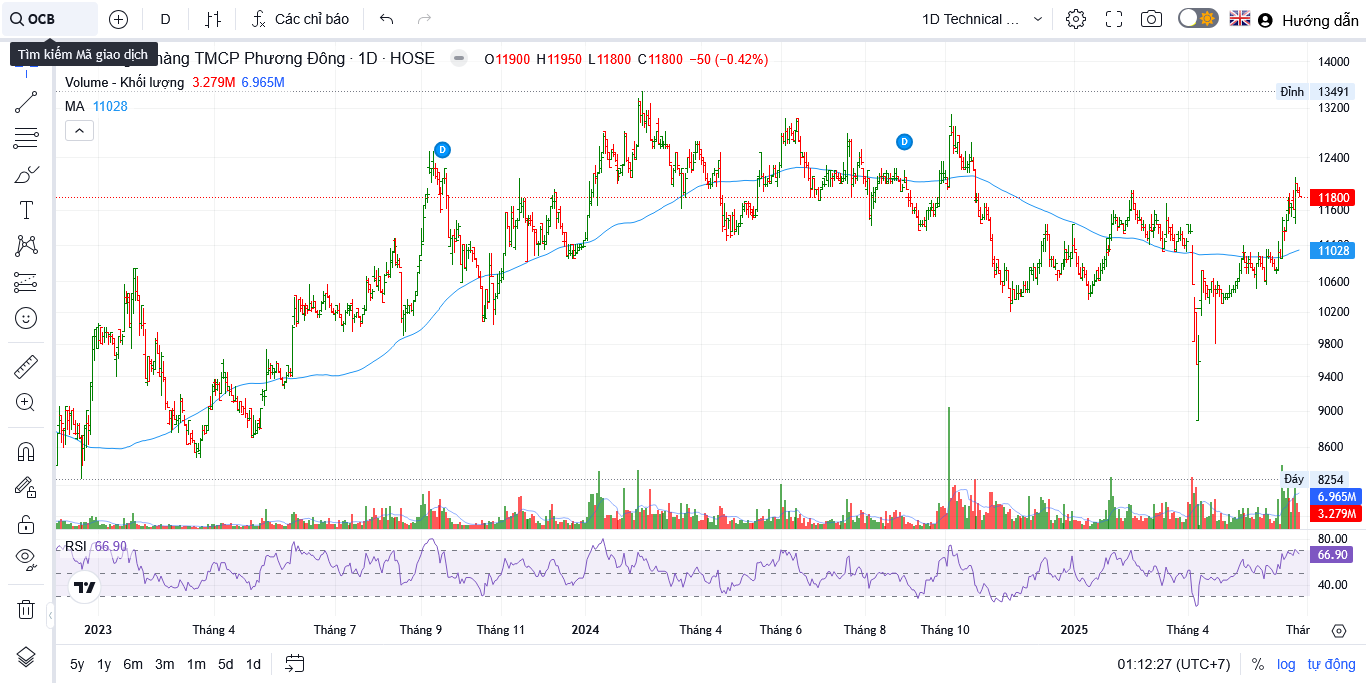 OCB
D
Các chỉ báo
1D Technical ...
Hướng dẫn
Tìm kiếm Mã giao dịch
hàng TMCP Phương Đông · 1D · HOSE
O11900 H11950 L11800 C11800 −50 (−0.42%)
Volume - Khối lượng 3.279M 6.965M
MA 11028
14000
Đỉnh 13491
13200
D
D
12400
11800
11600
11028
10600
10200
9800
9400
9000
8600
Đáy 8254
6.965M
3.279M
RSI 66.90
80.00
66.90
40.00
2023 Tháng 4 Tháng 7 Tháng 9 Tháng 11 2024 Tháng 4 Tháng 6 Tháng 8 Tháng 10 2025 Tháng 4 Thár
5y 1y 6m 3m 1m 5d 1d
01:12:27 (UTC+7) % log tự động